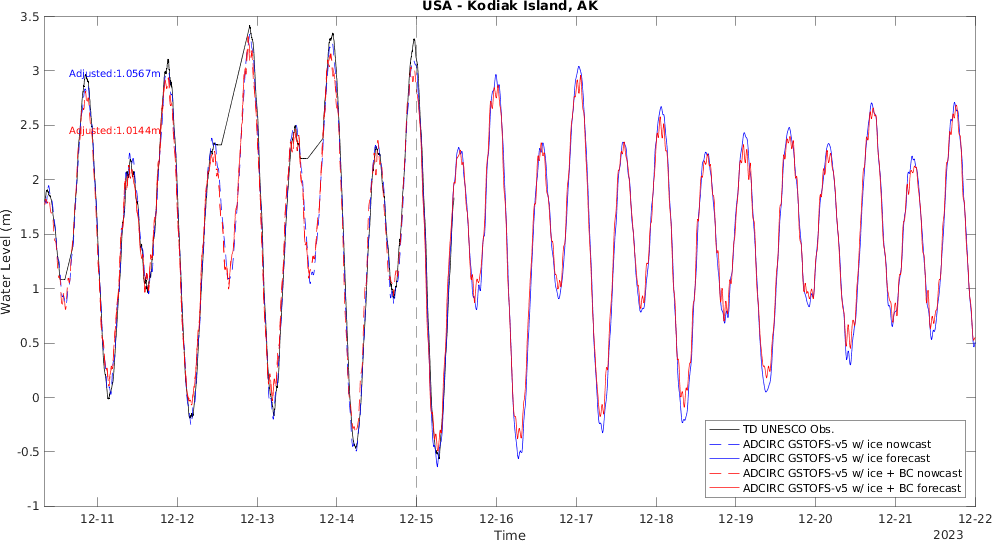 USA - Kodiak Island, AK
3.5
3
2.5
2
1.5
1
0.5
0
-0.5
-1
Water Level (m)
Adjusted:1.0567m
Adjusted:1.0144m
TD UNESCO Obs.
ADCIRC GSTOFS-v5 w/ ice nowcast
ADCIRC GSTOFS-v5 w/ ice forecast
ADCIRC GSTOFS-v5 w/ ice + BC nowcast
ADCIRC GSTOFS-v5 w/ ice + BC forecast
12-11 12-12 12-13 12-14 12-15 12-16 12-17 12-18 12-19 12-20 12-21 12-22
Time
2023